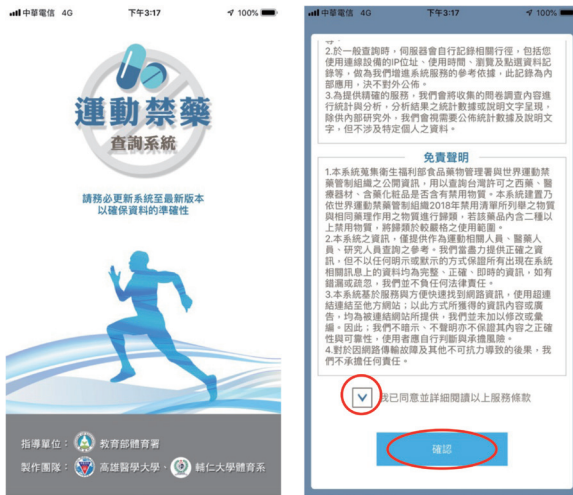 中華電信 4G 下午3:17 100%
運動禁藥
查詢系統
請務必更新系統至最新版本
以確保資料的準確性
指導單位： 教育部體育署
製作團隊： 高雄醫學大學、 輔仁大學體育系
中華電信 4G 下午3:17 100%
2.於一般查詢時，伺服器會自行記錄相關行徑，包括您
使用連線設備的IP位址、使用時間、瀏覽及點選資料記
錄等，做為我們增進系統服務的參考依據，此記錄為內
部應用，決不對外公佈。
3.為提供精確的服務，我們會將收集的問卷調查內容進
行統計與分析，分析結果之統計數據或說明文字呈現，
除供內部研究外，我們會視需要公佈統計數據及說明文
字，但不涉及特定個人之資料。
免責聲明
1.本系統蒐集衛生福利部食品藥物管理署與世界運動禁
藥管制組織之公開資訊，用以查詢台灣許可之西藥、醫
療器材、含藥化粧品是否含有禁用物質。本系統建置乃
依世界運動禁藥管制組織2018年禁用清單所列舉之物質
與相同藥理作用之物質進行歸類，若該藥品內含二種以
上禁用物質，將歸類於較嚴格之使用範圍。
2.本系統之資訊，僅提供作為運動相關人員、醫藥人
員、研究人員查詢之參考。我們當盡力提供正確之資
訊，但不以任何明示或默示的方式保證所有出現在系統
相關訊息上的資料均為完整、正確、即時的資訊，如有
錯漏或疏忽，我們並不負任何法律責任。
3.本系統基於服務與方便快速找到網路資訊，使用超連
結連結至他方網站；以此方式所獲得的資訊內容或廣
告，均為被連結網站所提供，我們並未加以修改或彙
編。因此；我們不暗示、不聲明亦不保證其內容之正確
性與可靠性，使用者應自行判斷與承擔風險。
4.對於因網路傳輸故障及其他不可抗力導致的後果，我
們不承擔任何責任。
我已同意並詳細閱讀以上服務條款
確認